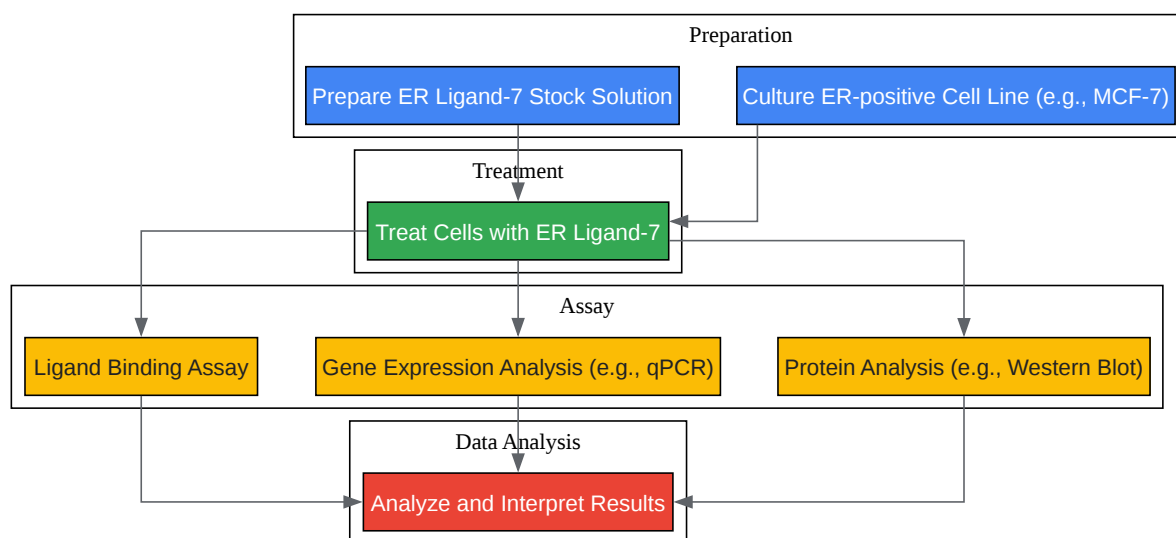 Preparation
Prepare ER Ligand-7 Stock Solution
Culture ER-positive Cell Line (e.g., MCF-7)
Treatment
Treat Cells with ER Ligand-7
Assay
Ligand Binding Assay
Gene Expression Analysis (e.g., qPCR)
Protein Analysis (e.g., Western Blot)
Data Analysis
Analyze and Interpret Results